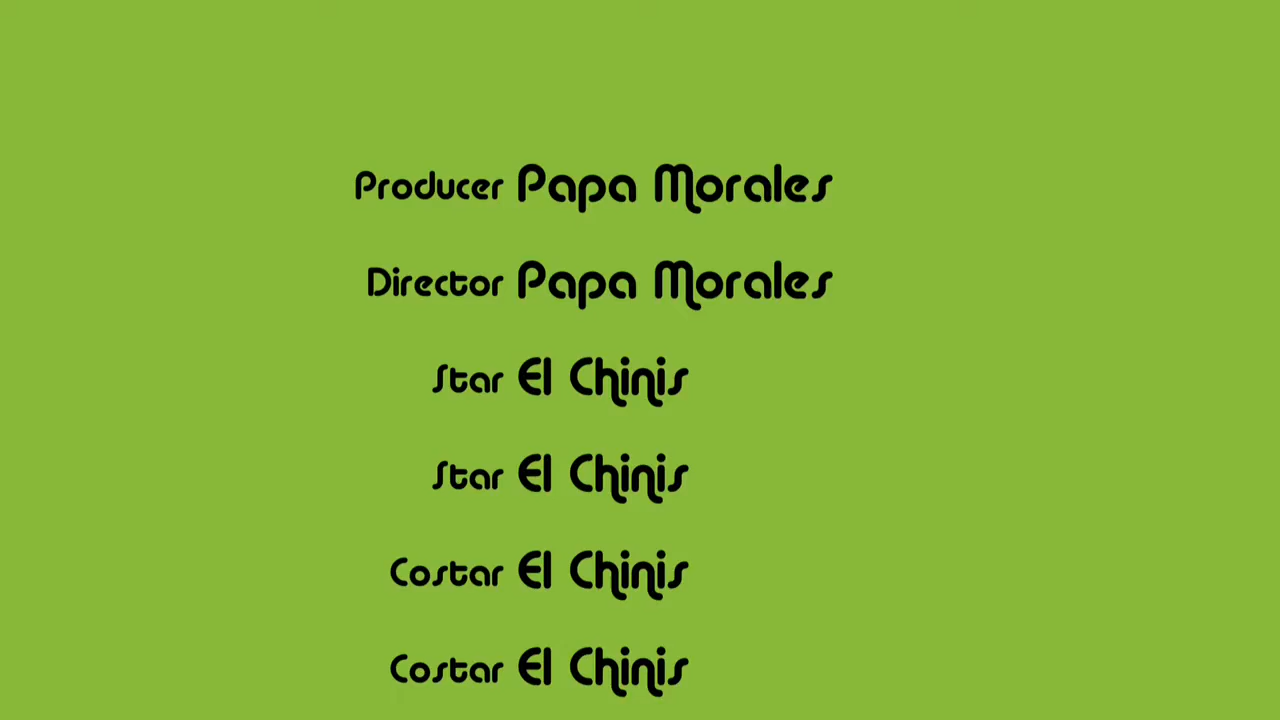 Producer Papa Morales
Director Papa Morales
Star El Chinis
Star El Chinis
Costar El Chinis
Costar El Chinis